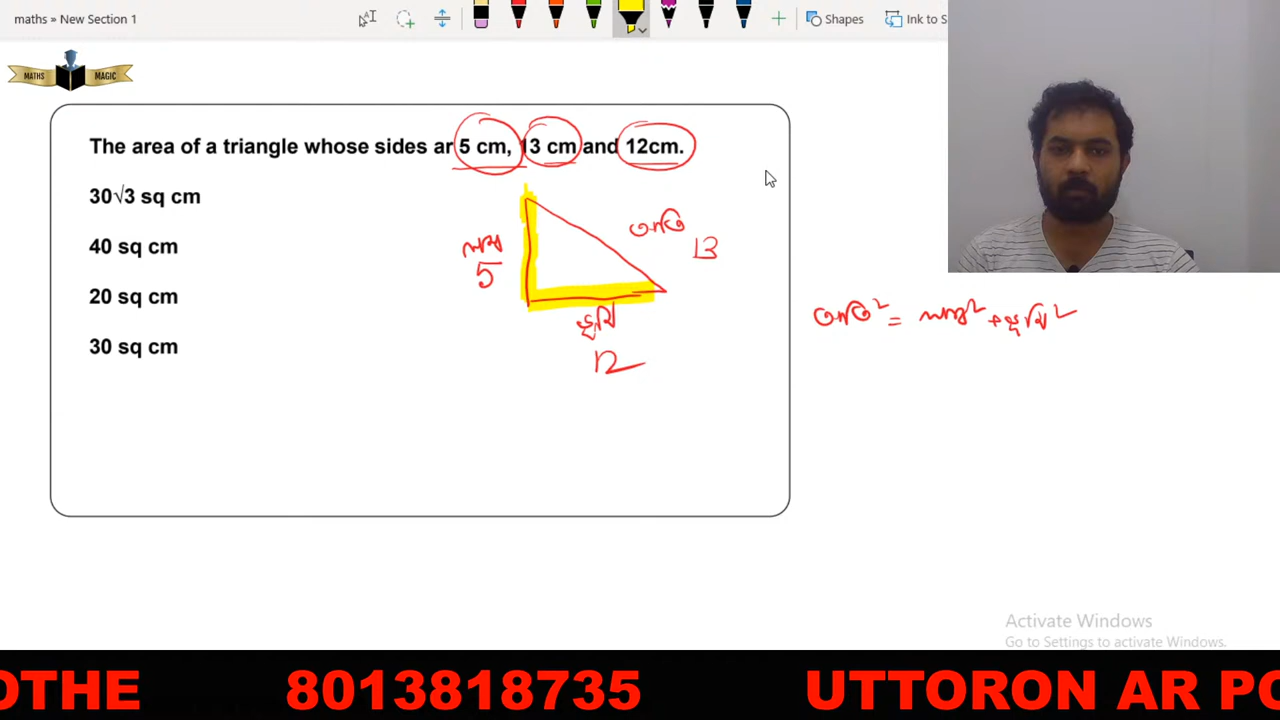 maths » New Section 1
Shapes
Ink to S
MATHS MAGIC
The area of a triangle whose sides ar 5 cm, 13 cm and 12cm.
30√3 sq cm
40 sq cm
20 sq cm
30 sq cm
অতি
13
লম্ব
5
ভূমি
12
অতি² = লম্ব² + ভূমি²
Activate Windows
Go to Settings to activate Windows.
OTHE 8013818735 UTTORON AR PO